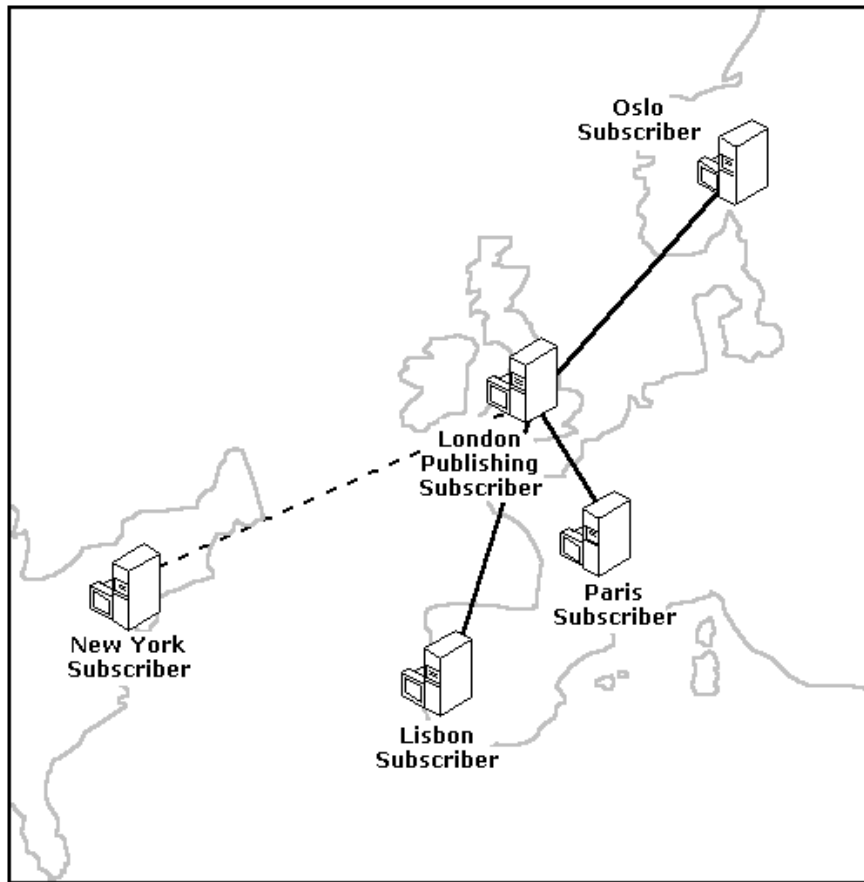 Oslo
Subscriber
London
Publishing
Subscriber
Paris
Subscriber
New York
Subscriber
Lisbon
Subscriber